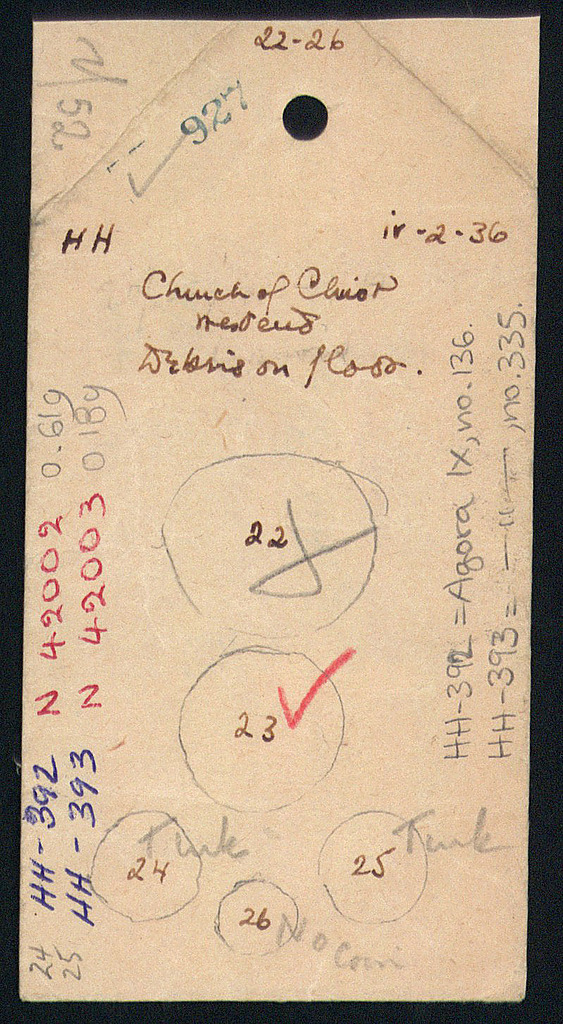 22-26
1/52
927
HH
iv-2-36
Church of Christ
west end
Debris on floor.
22
23
24
Turk
25
Turk
26
No Coin
24 HH-392 N 42002 0.61g
25 HH-393 N 42003 0.18g
HH-392 = Agora IX, no. 136.
HH-393 = — " — , no. 335.